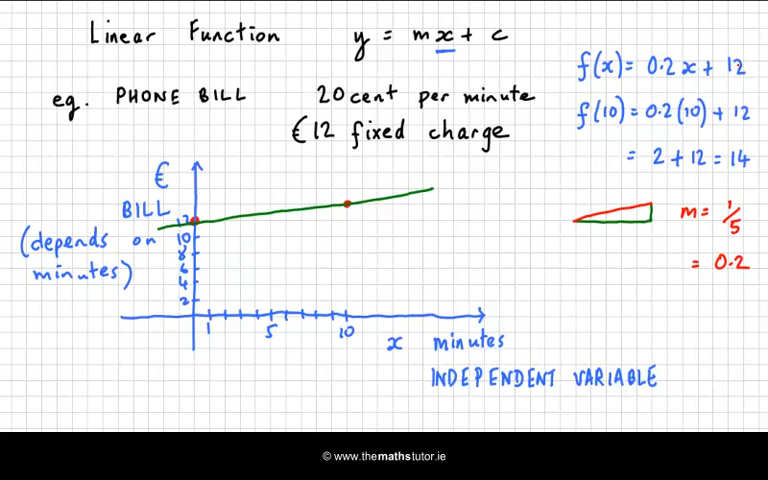 Linear Function y = mx + c
f(x) = 0.2x + 12
eg. PHONE BILL 20 cent per minute
f(10) = 0.2(10) + 12
€12 fixed charge
= 2 + 12 = 14
€
BILL
(depends on
minutes)
12
10
8
6
4
2
1 5 10 x minutes
INDEPENDENT VARIABLE
m = 1/5
= 0.2
© www.themathstutor.ie